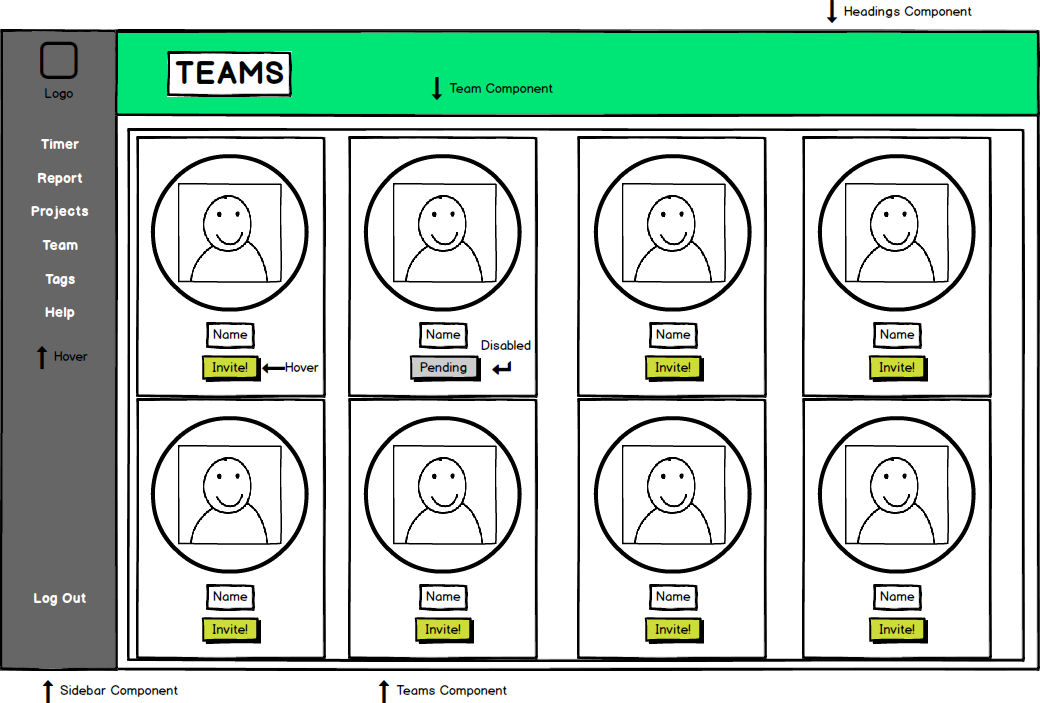 Headings Component
Logo
TEAMS
Team Component
Timer
Report
Projects
Team
Tags
Help
Hover
Log Out
Name
Invite!
Hover
Name
Disabled
Pending
Name
Invite!
Name
Invite!
Name
Invite!
Name
Invite!
Name
Invite!
Name
Invite!
Sidebar Component
Teams Component